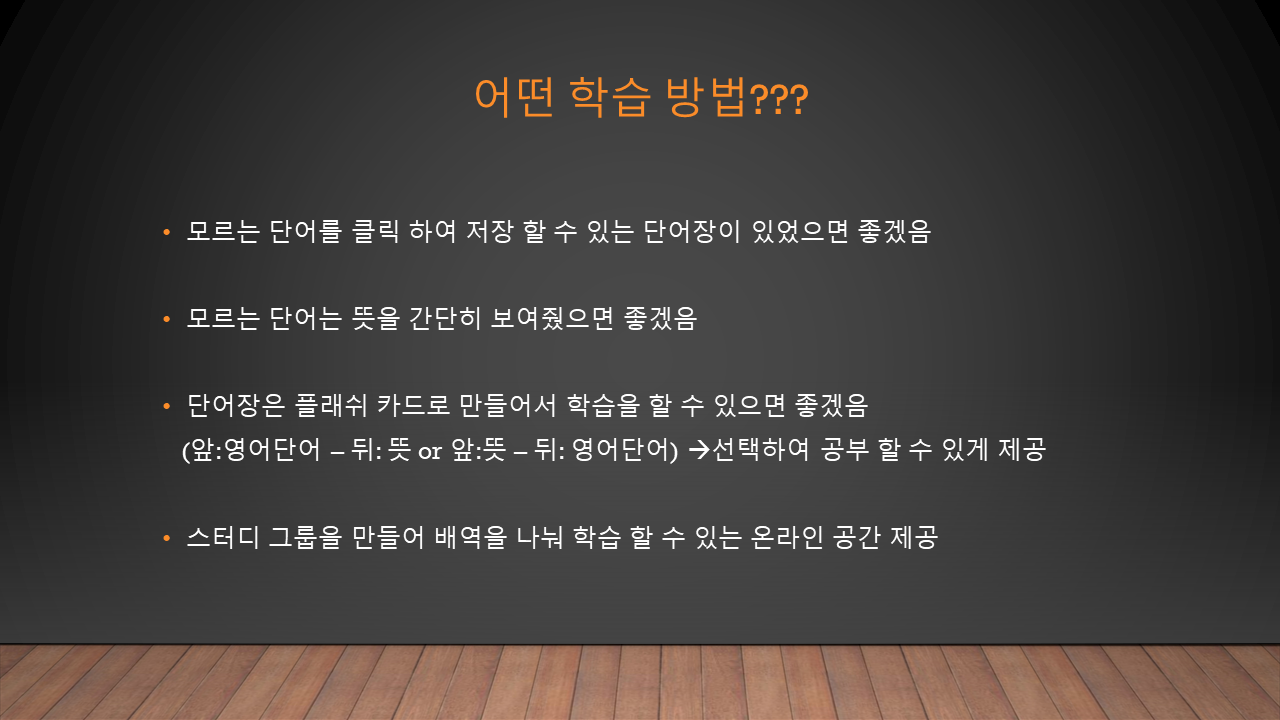 어떤 학습 방법???
• 모르는 단어를 클릭 하여 저장 할 수 있는 단어장이 있었으면 좋겠음
• 모르는 단어는 뜻을 간단히 보여줬으면 좋겠음
• 단어장은 플래쉬 카드로 만들어서 학습을 할 수 있으면 좋겠음
(앞:영어단어 – 뒤: 뜻 or 앞:뜻 – 뒤: 영어단어) →선택하여 공부 할 수 있게 제공
• 스터디 그룹을 만들어 배역을 나눠 학습 할 수 있는 온라인 공간 제공